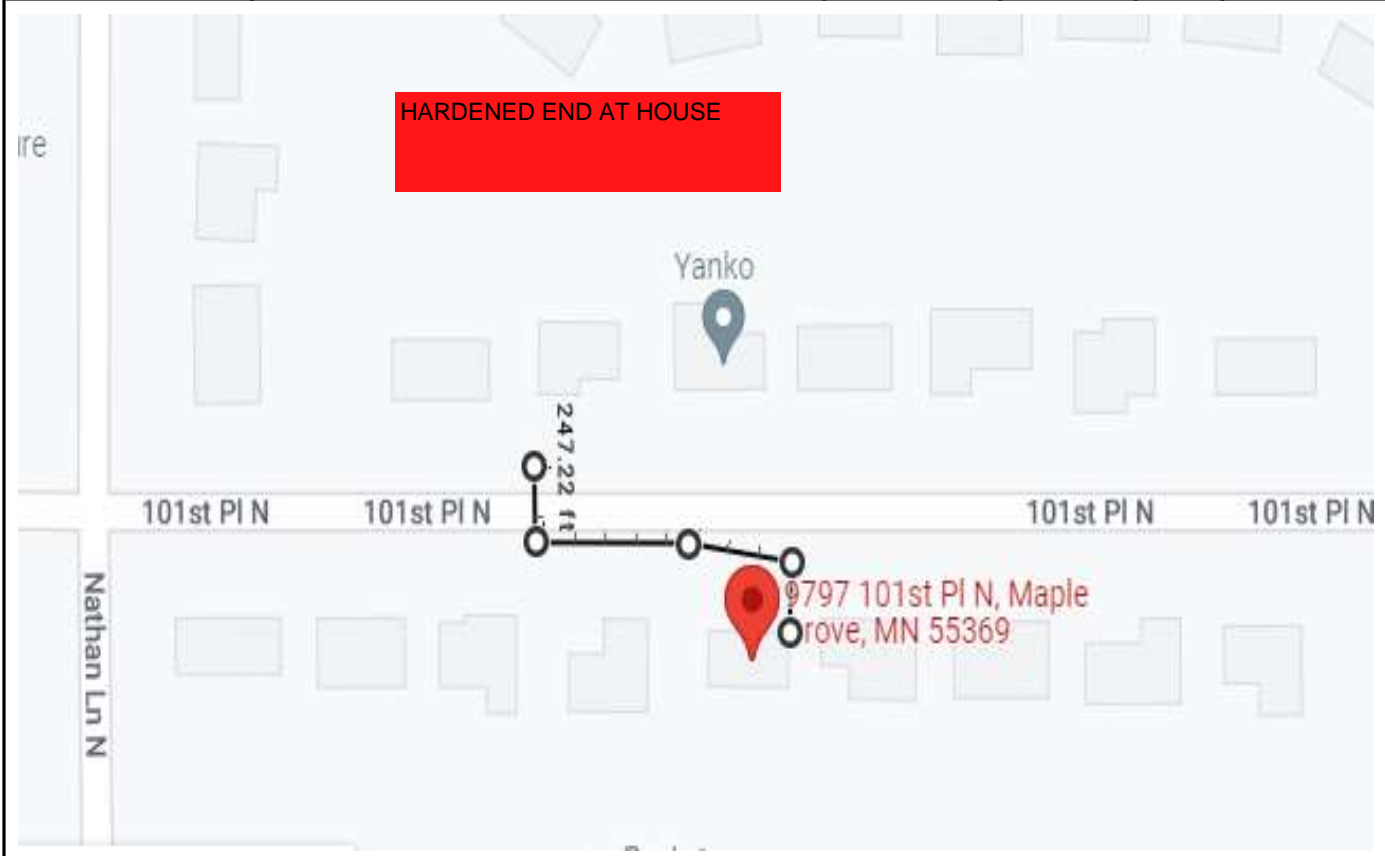 HARDENED END AT HOUSE
ire
Yanko
247.22 ft
101st Pl N
101st Pl N
101st Pl N
101st Pl N
9797 101st Pl N, Maple
rove, MN 55369
Nathan Ln N